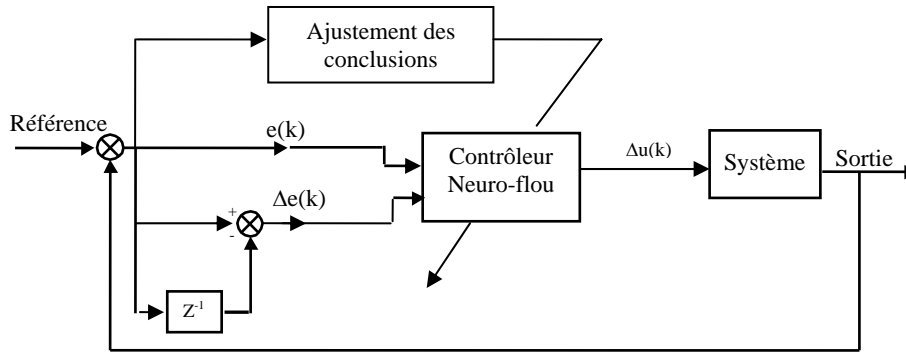 Ajustement des
conclusions
Référence
e(k)
Contrôleur
Neuro-flou
Δu(k)
Système
Sortie
+
-
Δe(k)
Z⁻¹